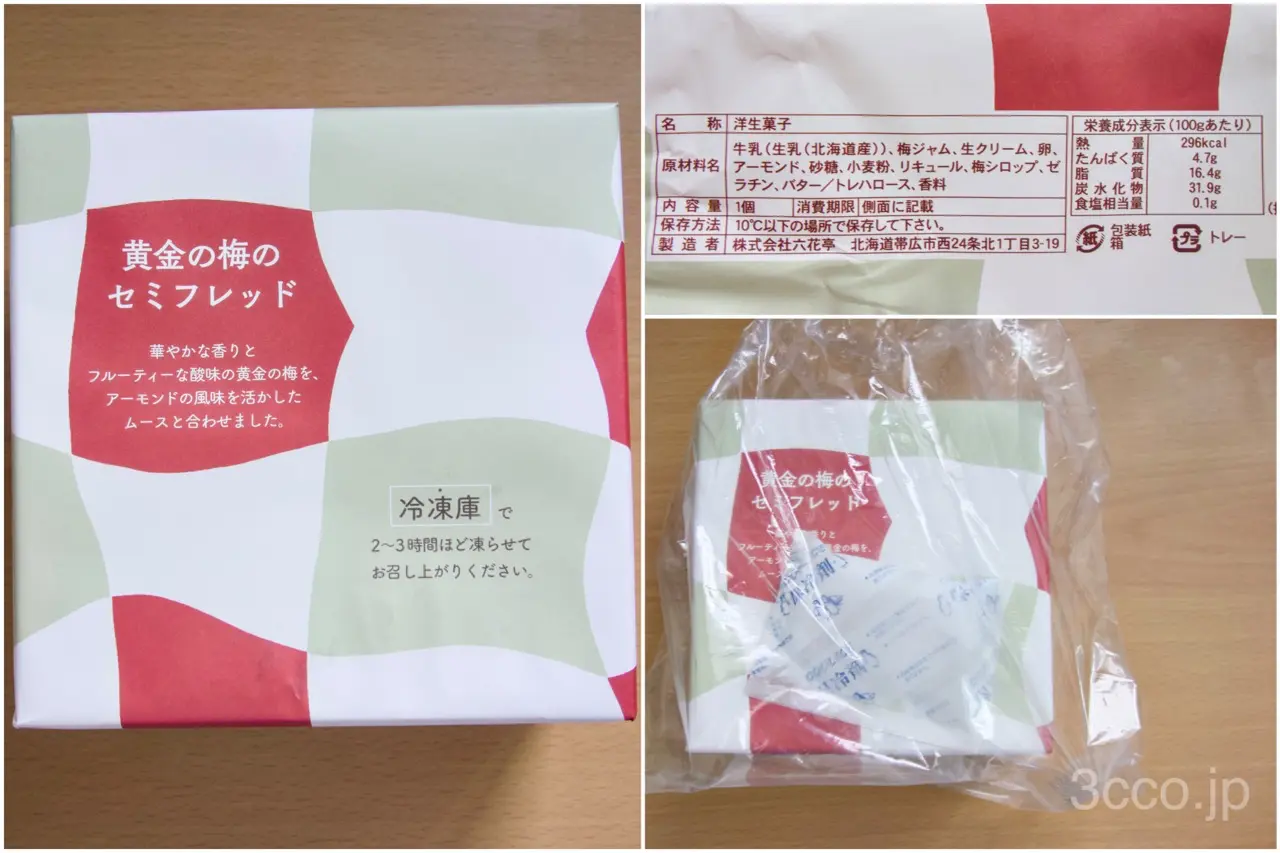 黄金の梅の
セミフレッド
華やかな香りと
フルーティーな酸味の黄金の梅を、
アーモンドの風味を活かした
ムースと合わせました。
冷凍庫で
2〜3時間ほど凍らせて
お召し上がりください。
名称 洋生菓子
原材料名 牛乳(生乳(北海道産))、梅ジャム、生クリーム、卵、
アーモンド、砂糖、小麦粉、リキュール、梅シロップ、ゼ
ラチン、バター/トレハロース、香料
内容量 1個 消費期限 側面に記載
保存方法 10℃以下の場所で保存して下さい。
製造者 株式会社六花亭 北海道帯広市西24条北1丁目3-19
栄養成分表示(100gあたり)
熱量 296kcal
たんぱく質 4.7g
脂質 16.4g
炭水化物 31.9g
食塩相当量 0.1g
紙 包装紙
箱
プラ トレー
黄金の梅の
セミフレッド
3cco.jp